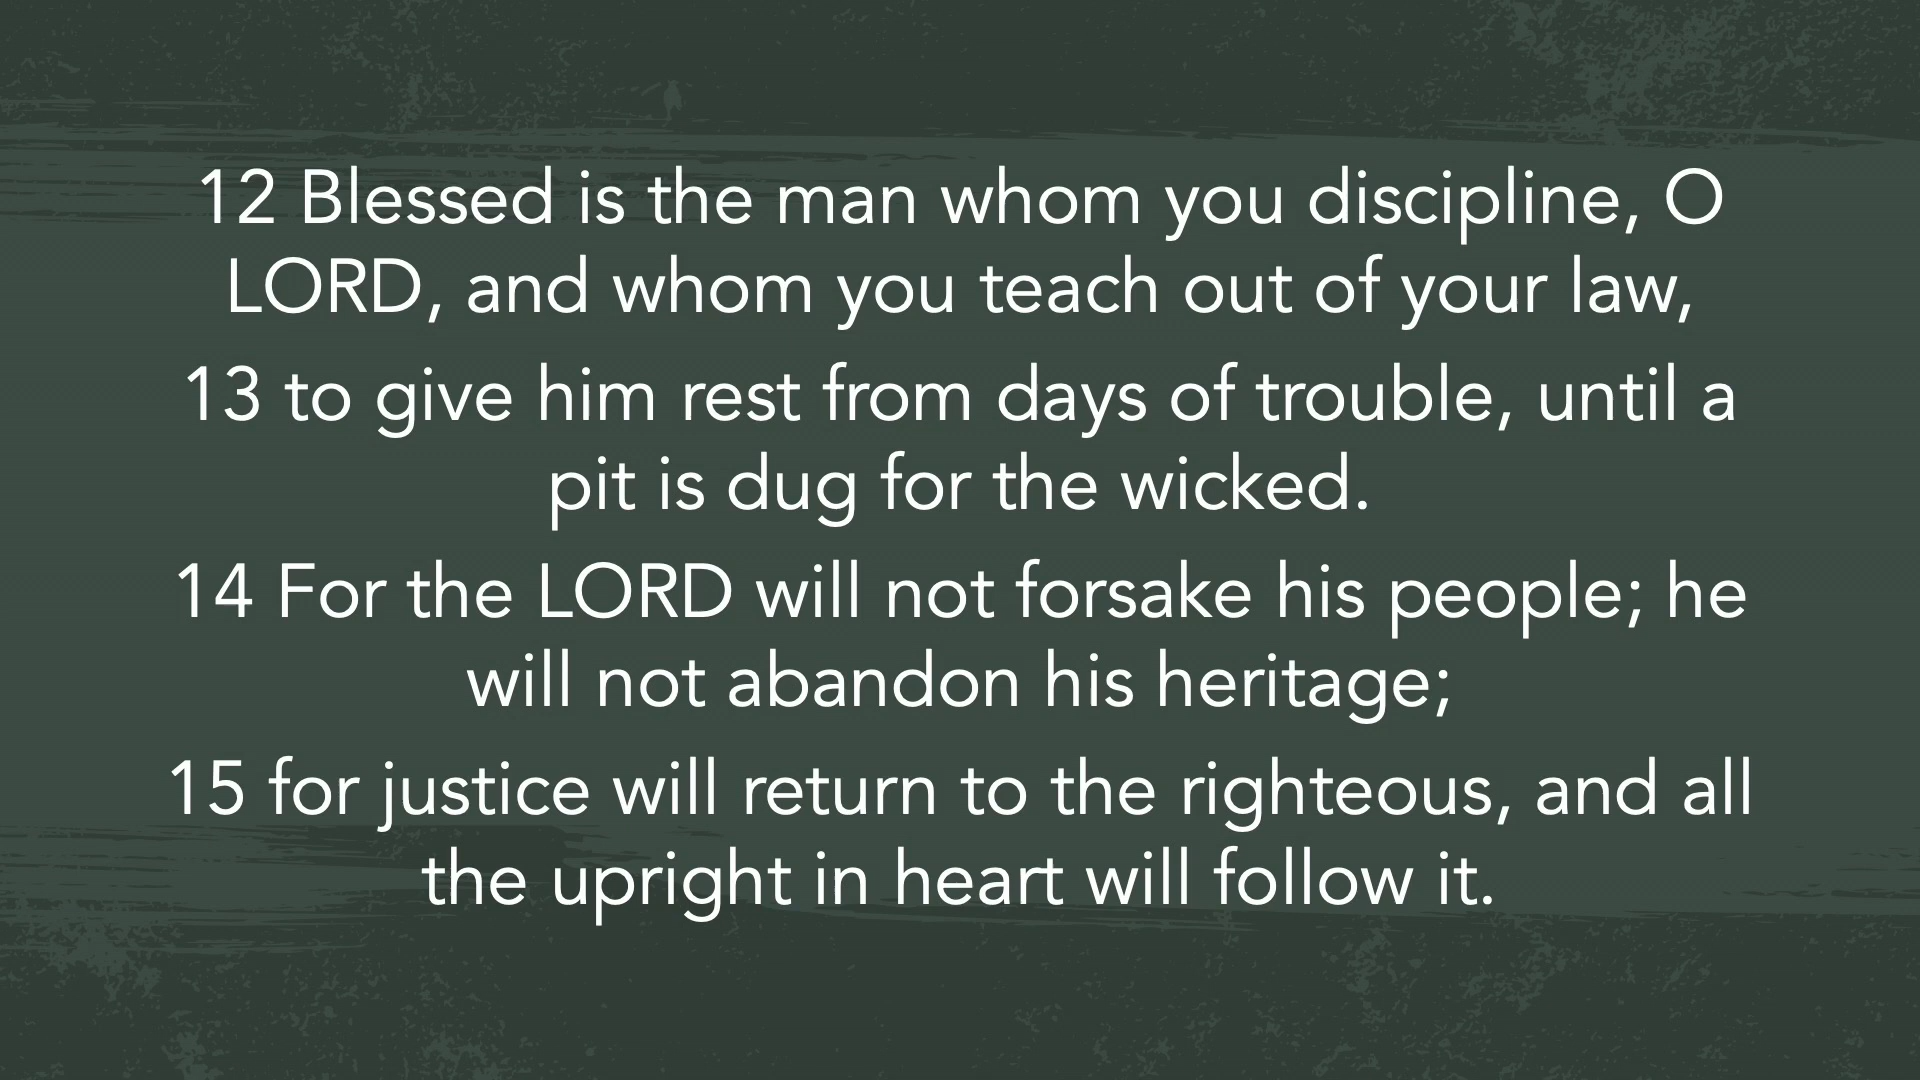 12 Blessed is the man whom you discipline, O
LORD, and whom you teach out of your law,
13 to give him rest from days of trouble, until a
pit is dug for the wicked.
14 For the LORD will not forsake his people; he
will not abandon his heritage;
15 for justice will return to the righteous, and all
the upright in heart will follow it.